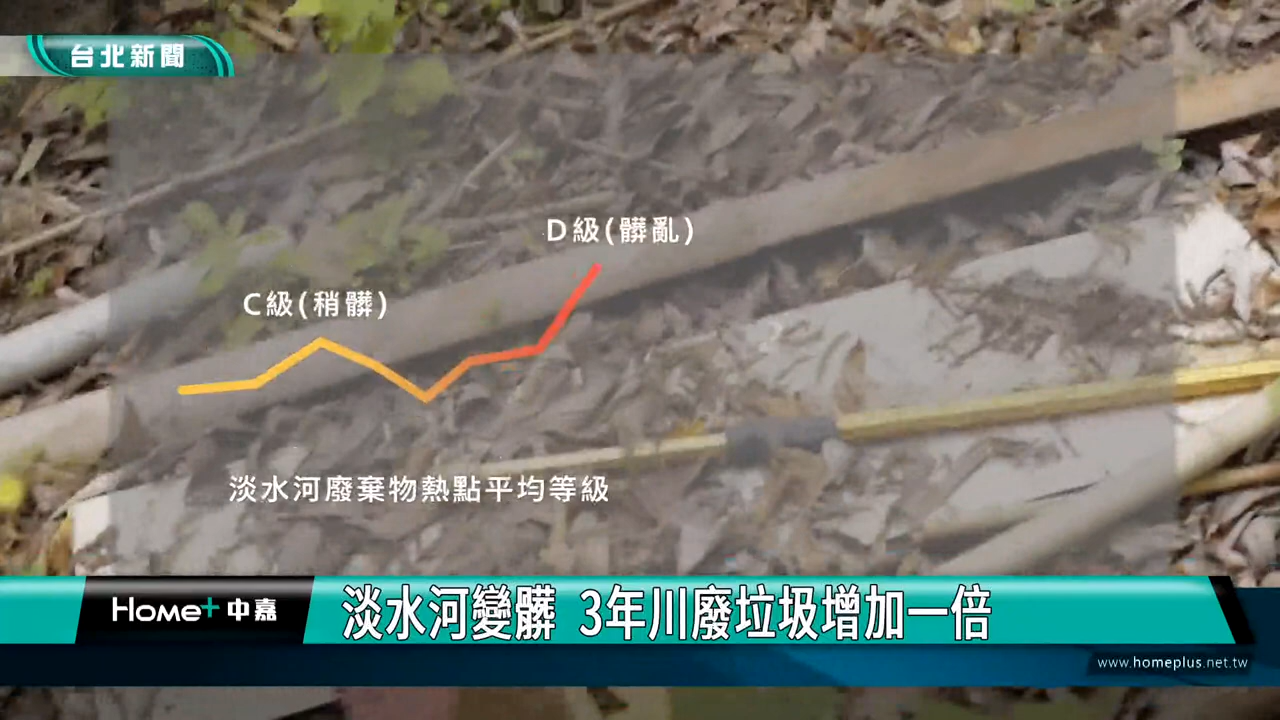 台北新聞
D級(髒亂)
C級(稍髒)
淡水河廢棄物熱點平均等級
Home+中嘉
淡水河變髒 3年川廢垃圾增加一倍
www.homeplus.net.tw